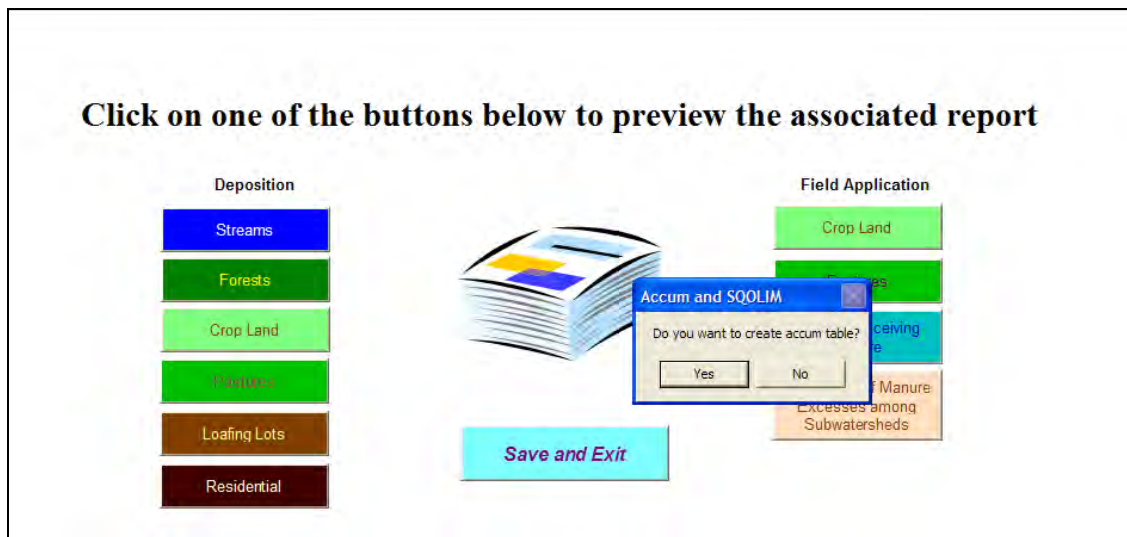 Click on one of the buttons below to preview the associated report
Deposition
Streams
Forests
Crop Land
Pastures
Loafing Lots
Residential
Save and Exit
Field Application
Crop Land
Manure
Excesses among
Subwatersheds
Accum and SQOLIM
Do you want to create accum table?
Yes
No